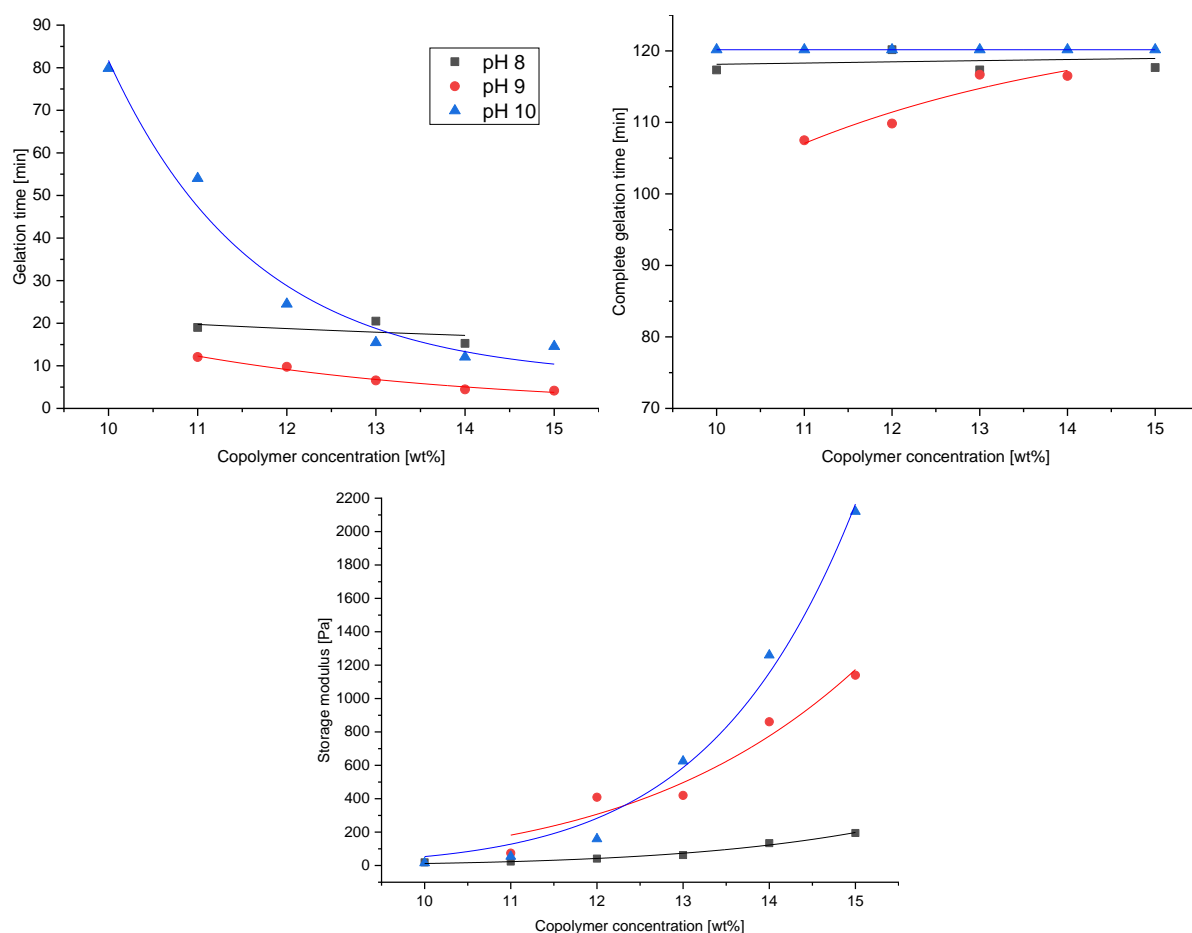 90
80
70
60
50
40
30
20
10
0
Gelation time [min]
pH 8
pH 9
pH 10
10 11 12 13 14 15
Copolymer concentration [wt%]
120
110
100
90
80
70
Complete gelation time [min]
10 11 12 13 14 15
Copolymer concentration [wt%]
2200
2000
1800
1600
1400
1200
1000
800
600
400
200
0
Storage modulus [Pa]
10 11 12 13 14 15
Copolymer concentration [wt%]